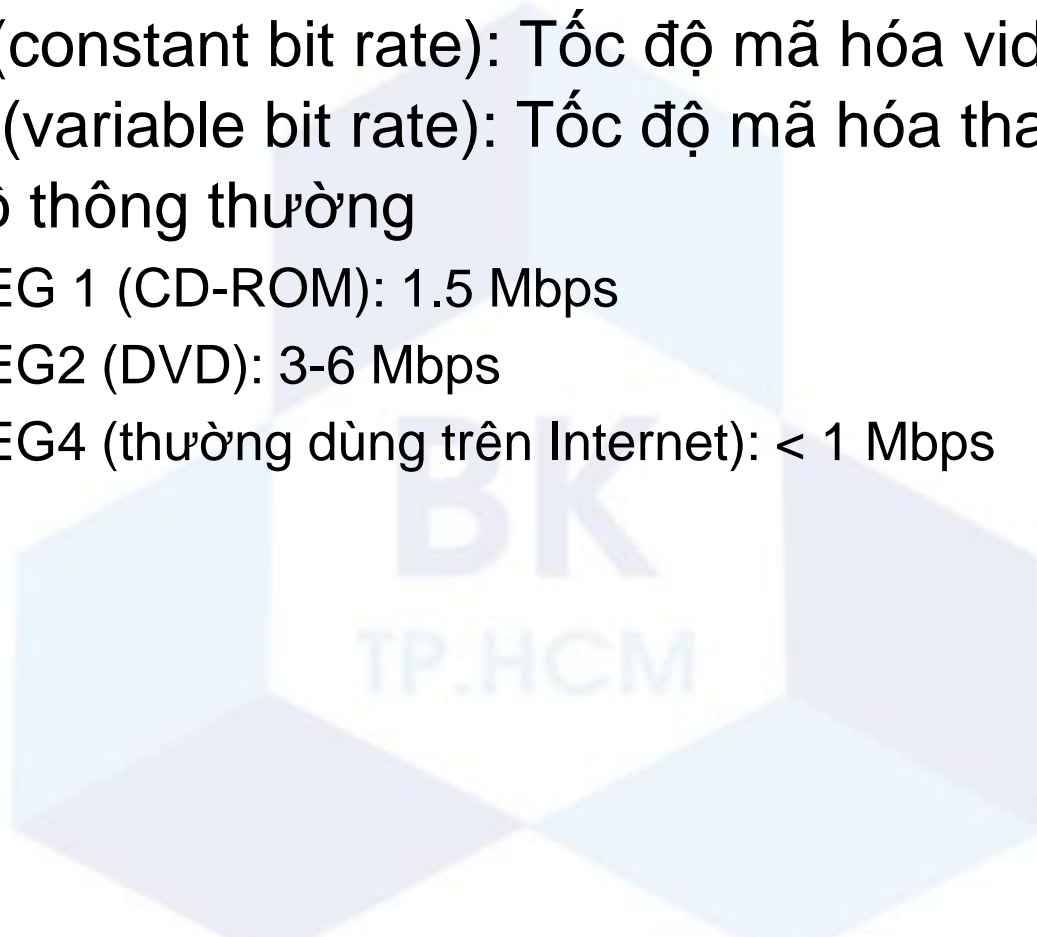 (constant bit rate): Tốc độ mã hóa
(variable bit rate): Tốc độ mã hóa
thông thường
EG 1 (CD-ROM): 1.5 Mbps
EG2 (DVD): 3-6 Mbps
EG4 (thường dùng trên Internet): < 1 Mbps
BK
TP.HCM